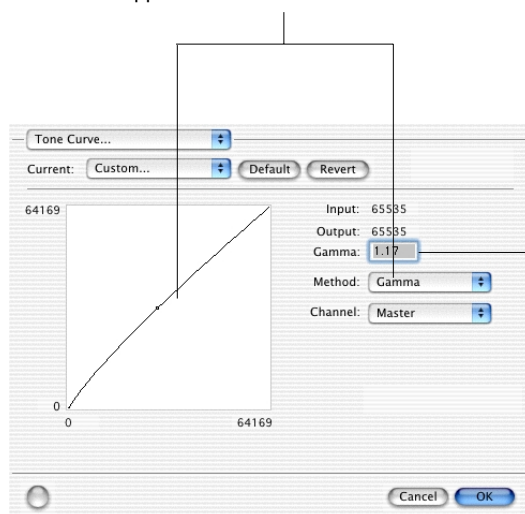 Tone Curve...
Current: Custom... Default Revert
64169
Input: 65535
Output: 65535
Gamma: 1.17
Method: Gamma
Channel: Master
0
0 64169
Cancel OK